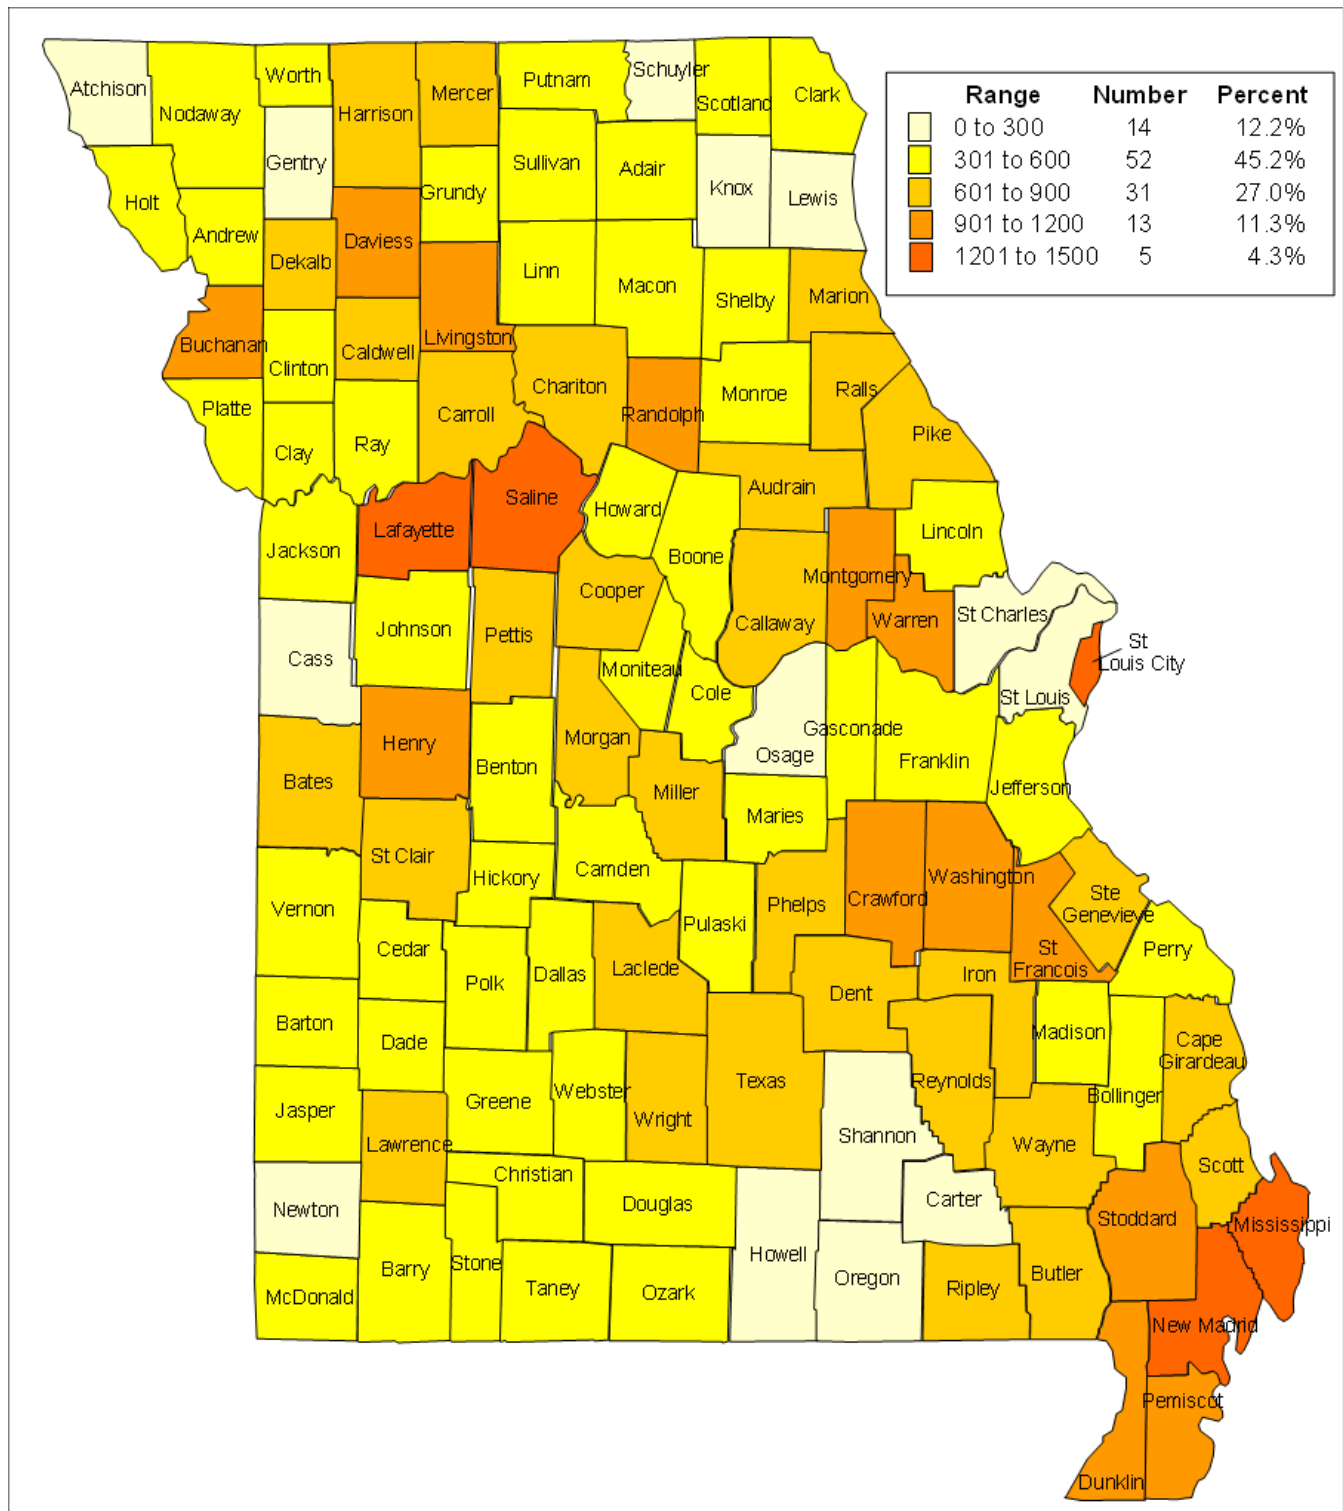 Range Number Percent
0 to 300 14 12.2%
301 to 600 52 45.2%
601 to 900 31 27.0%
901 to 1200 13 11.3%
1201 to 1500 5 4.3%
Atchison
Nodaway
Worth
Harrison
Mercer
Putnam
Schuyler
Scotland
Clark
Gentry
Holt
Andrew
Dekalb
Daviess
Grundy
Sullivan
Adair
Knox
Lewis
Buchanan
Clinton
Caldwell
Livingston
Linn
Macon
Shelby
Marion
Platte
Clay
Ray
Carroll
Chariton
Randolph
Monroe
Ralls
Pike
Jackson
Lafayette
Saline
Howard
Boone
Audrain
Lincoln
Cass
Johnson
Pettis
Cooper
Moniteau
Cole
Callaway
Montgomery
Warren
St Charles
St
Louis City
St Louis
Bates
Henry
Benton
Morgan
Miller
Osage
Gasconade
Franklin
Jefferson
Maries
Vernon
St Clair
Hickory
Camden
Pulaski
Phelps
Crawford
Washington
St
Francois
Ste
Genevieve
Perry
Cedar
Polk
Dallas
Laclede
Dent
Iron
Madison
Barton
Dade
Jasper
Lawrence
Greene
Webster
Wright
Texas
Shannon
Reynolds
Wayne
Bollinger
Cape
Girardeau
Scott
Newton
Christian
Douglas
Howell
Carter
Stoddard
Mississippi
McDonald
Barry
Stone
Taney
Ozark
Oregon
Ripley
Butler
New Madrid
Pemiscot
Dunklin